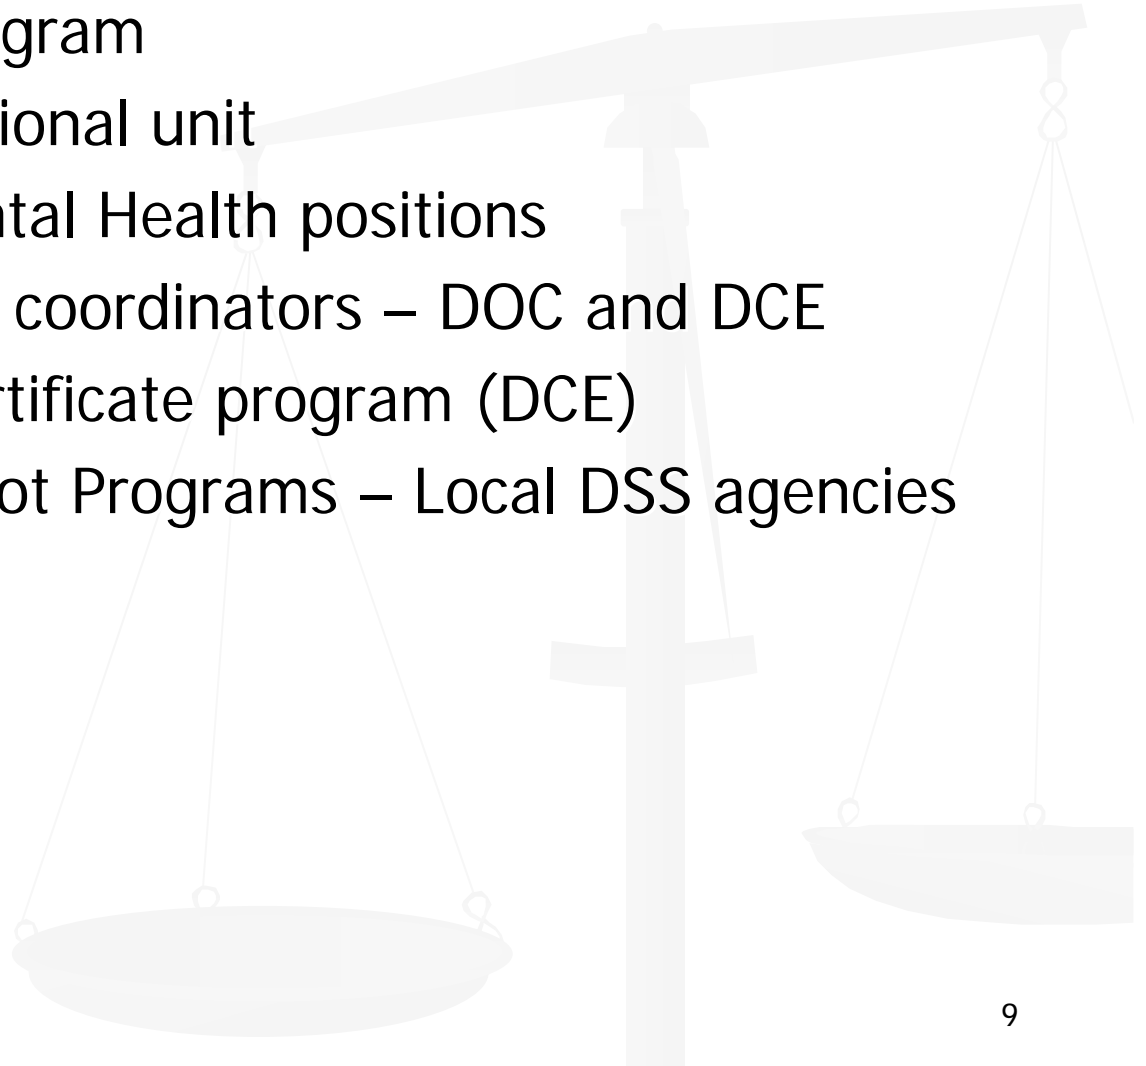 gram
ional unit
ntal Health positions
coordinators – DOC and DCE
rtificate program (DCE)
ot Programs – Local DSS agencies
9